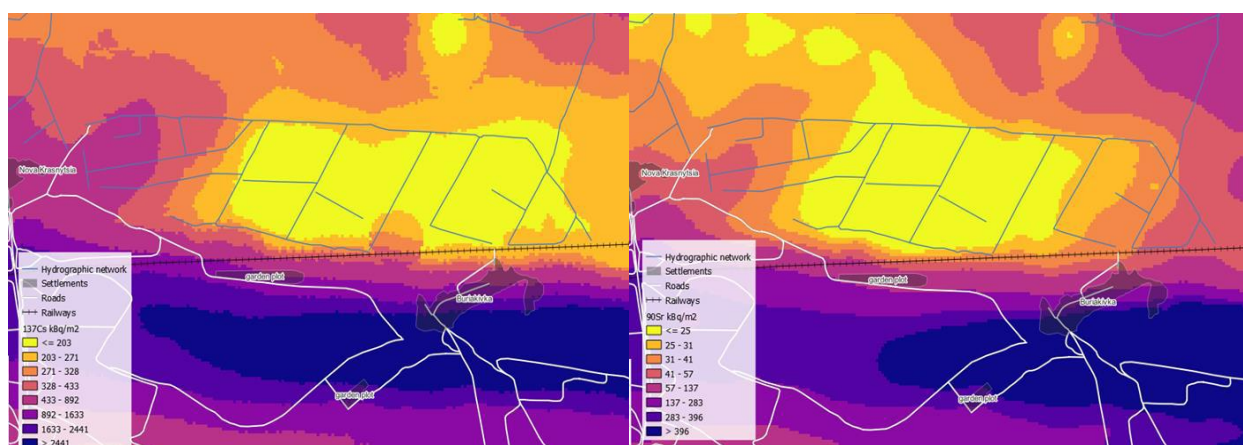 Nova Krasnytsia
garden plot
Buriakivka
garden plot
Hydrographic network
Settlements
Roads
Railways
137Cs kBq/m2
<= 203
203 - 271
271 - 328
328 - 433
433 - 892
892 - 1633
1633 - 2441
> 2441
Nova Krasnytsia
garden plot
Buriakivka
garden plot
Hydrographic network
Settlements
Roads
Railways
90Sr kBq/m2
<= 25
25 - 31
31 - 41
41 - 57
57 - 137
137 - 283
283 - 396
> 396